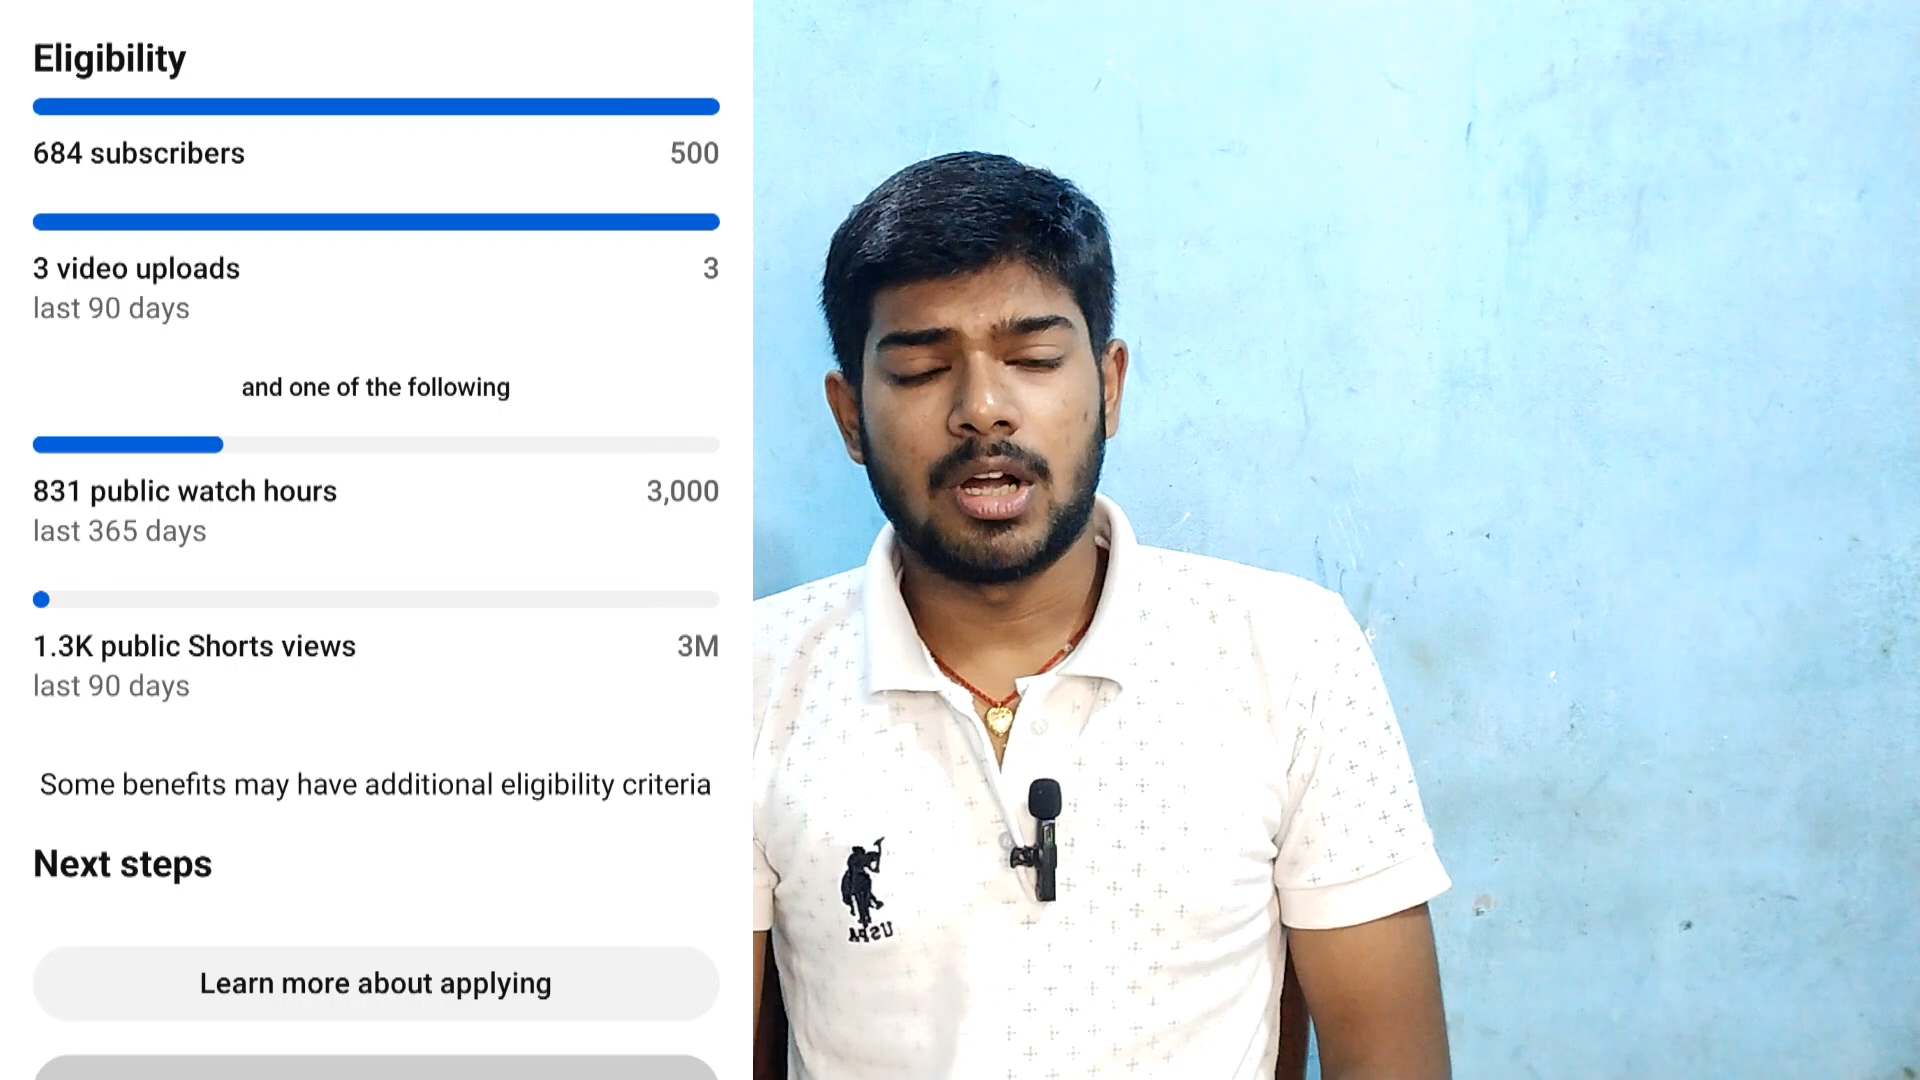 Eligibility
684 subscribers 500
3 video uploads 3
last 90 days
and one of the following
831 public watch hours 3,000
last 365 days
1.3K public Shorts views 3M
last 90 days
Some benefits may have additional eligibility criteria
Next steps
Learn more about applying
USPA